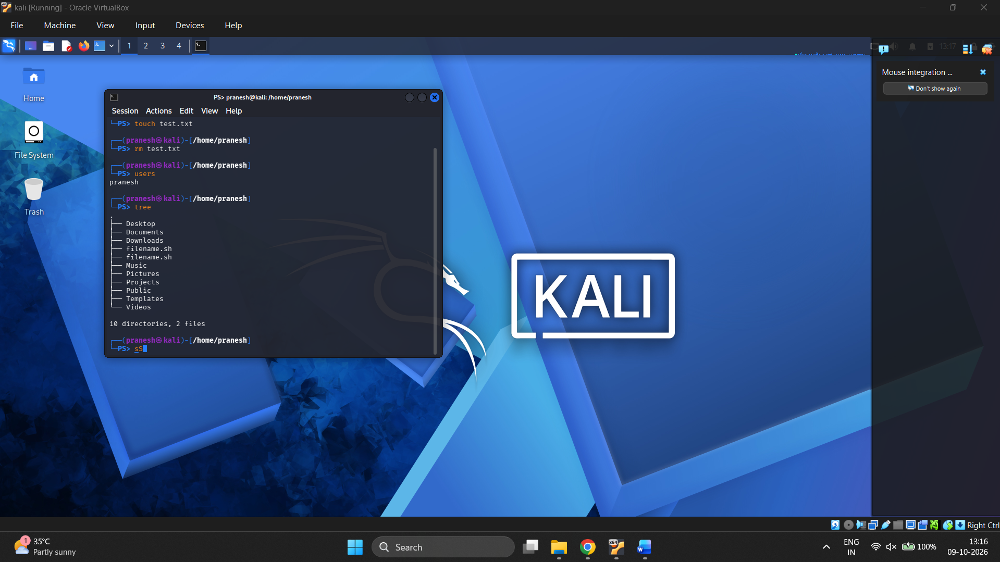 kali [Running] - Oracle VirtualBox
File Machine View Input Devices Help
1 2 3 4
13:17
Mouse integration ...
Don't show again
Home
File System
Trash
PS> pranesh@kali: /home/pranesh
Session Actions Edit View Help
└─PS> touch test.txt
┌──(pranesh㉿kali)-[/home/pranesh]
└─PS> rm test.txt
┌──(pranesh㉿kali)-[/home/pranesh]
└─PS> users
pranesh
┌──(pranesh㉿kali)-[/home/pranesh]
└─PS> tree
.
├── Desktop
├── Documents
├── Downloads
├── filename.sh
├── filename.sh
├── Music
├── Pictures
├── Projects
├── Public
├── Templates
└── Videos
10 directories, 2 files
┌──(pranesh㉿kali)-[/home/pranesh]
└─PS> sS
KALI
Right Ctrl
1
35°C
Partly sunny
Search
x64
W
ENG
IN
100%
13:16
09-10-2026